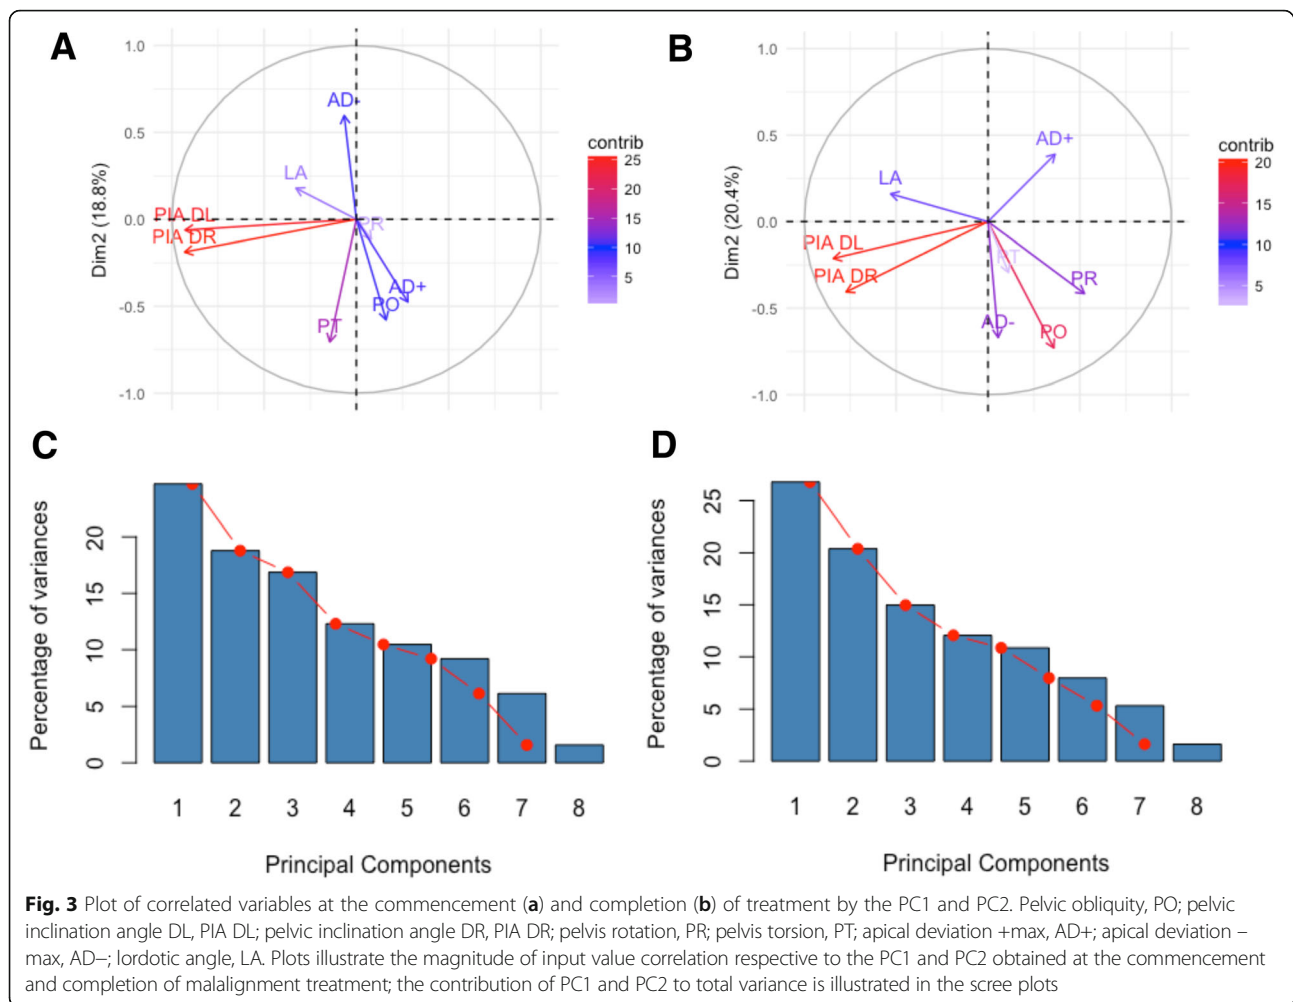 A
1.0
0.5
0.0
-0.5
-1.0
Dim2 (18.8%)
AD-
LA
PIA DL
PIA DR
PR
AD+
PO
PT
contrib
25
20
15
10
5
B
1.0
0.5
0.0
-0.5
-1.0
Dim2 (20.4%)
AD+
LA
PIA DL
PIA DR
PT
PR
AD-
PO
contrib
20
15
10
5
C
Percentage of variances
20
15
10
5
0
1 2 3 4 5 6 7 8
Principal Components
D
Percentage of variances
25
20
15
10
5
0
1 2 3 4 5 6 7 8
Principal Components
Fig. 3 Plot of correlated variables at the commencement (a) and completion (b) of treatment by the PC1 and PC2. Pelvic obliquity, PO; pelvic
inclination angle DL, PIA DL; pelvic inclination angle DR, PIA DR; pelvis rotation, PR; pelvis torsion, PT; apical deviation +max, AD+; apical deviation –
max, AD−; lordotic angle, LA. Plots illustrate the magnitude of input value correlation respective to the PC1 and PC2 obtained at the commencement
and completion of malalignment treatment; the contribution of PC1 and PC2 to total variance is illustrated in the scree plots